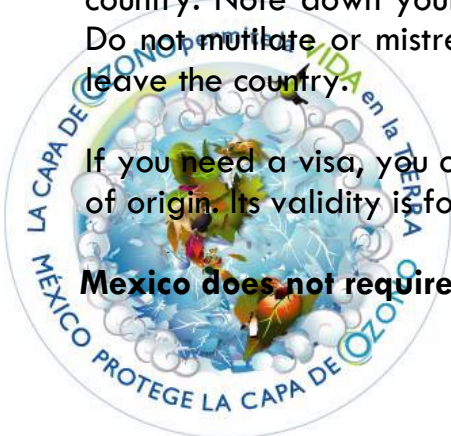 country. Note down your
Do not mutilate or mistre
leave the country.
If you need a visa, you c
of origin. Its validity is fo
Mexico does not require
LA CAPA DE OZONO permite la VIDA en la TIERRA
MÉXICO PROTEGE LA CAPA DE OZONO